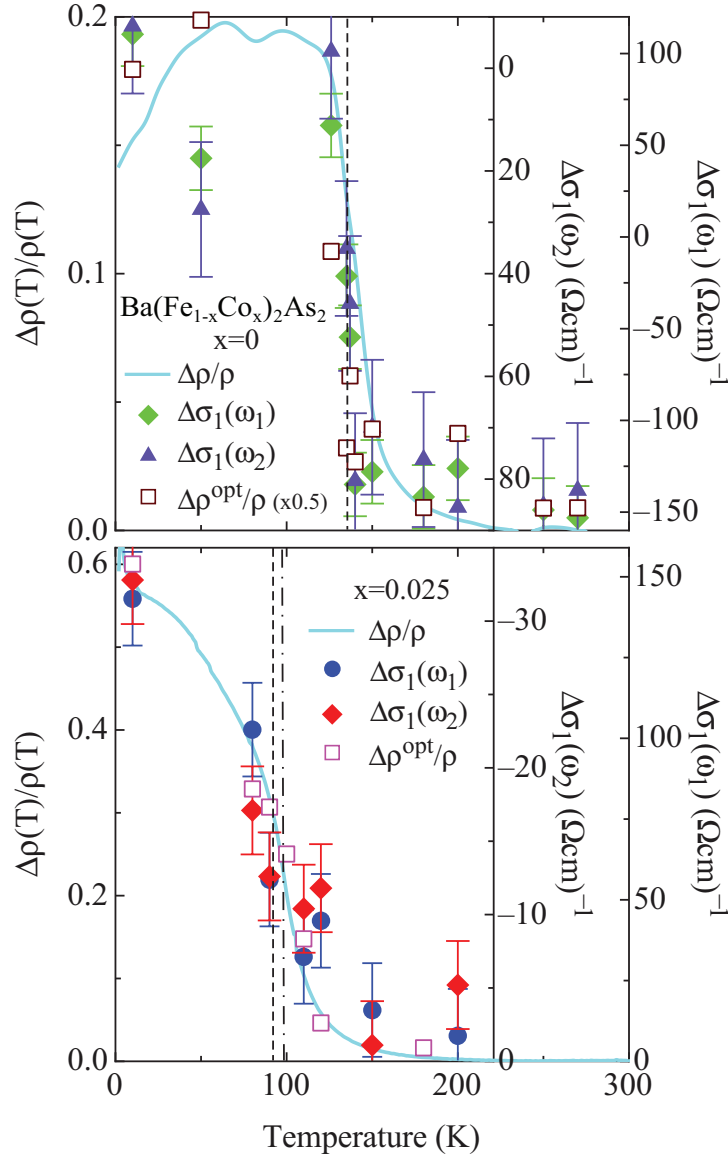 0.2
0.1
0.0
Δρ(T)/ρ(T)
Ba(Fe1-xCox)2As2
x=0
Δρ/ρ
Δσ1(ω1)
Δσ1(ω2)
Δρopt/ρ (x0.5)
0
20
40
60
80
Δσ1(ω2) (Ωcm)–1
100
50
0
–50
–100
–150
Δσ1(ω1) (Ωcm)–1
0.6
0.4
0.2
0.0
Δρ(T)/ρ(T)
x=0.025
Δρ/ρ
Δσ1(ω1)
Δσ1(ω2)
Δρopt/ρ
–30
–20
–10
Δσ1(ω2) (Ωcm)–1
150
100
50
0
Δσ1(ω1) (Ωcm)–1
0 100 200 300
Temperature (K)